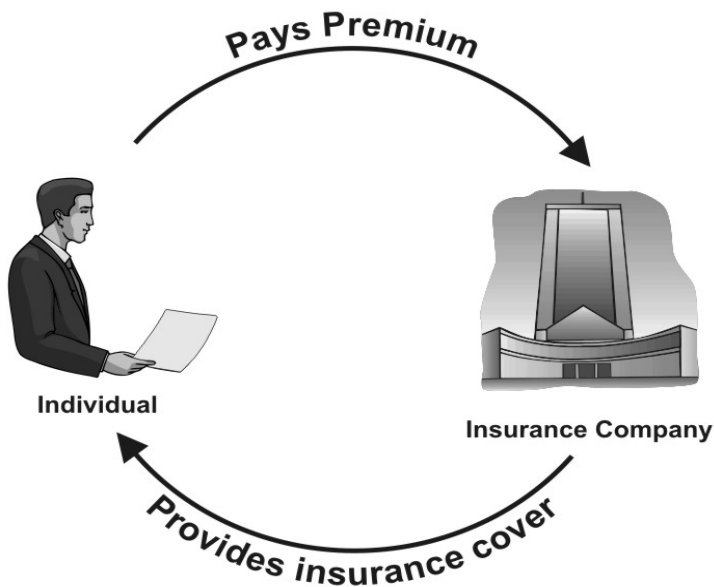 Pays Premium
Individual
Insurance Company
Provides insurance cover